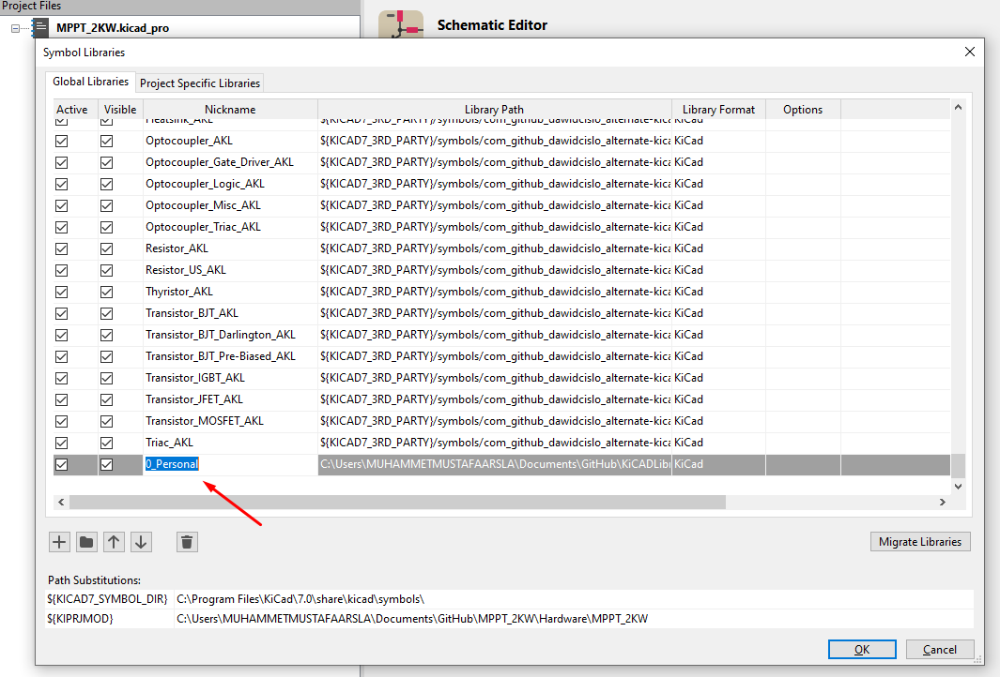 Project Files
MPPT_2KW.kicad_pro
Schematic Editor
Symbol Libraries
Global Libraries Project Specific Libraries
Active Visible Nickname Library Path Library Format Options
Heatsink_AKL ${KICAD7_3RD_PARTY}/symbols/com_github_dawidcislo_alternate-kica KiCad
Optocoupler_AKL ${KICAD7_3RD_PARTY}/symbols/com_github_dawidcislo_alternate-kica KiCad
Optocoupler_Gate_Driver_AKL ${KICAD7_3RD_PARTY}/symbols/com_github_dawidcislo_alternate-kica KiCad
Optocoupler_Logic_AKL ${KICAD7_3RD_PARTY}/symbols/com_github_dawidcislo_alternate-kica KiCad
Optocoupler_Misc_AKL ${KICAD7_3RD_PARTY}/symbols/com_github_dawidcislo_alternate-kica KiCad
Optocoupler_Triac_AKL ${KICAD7_3RD_PARTY}/symbols/com_github_dawidcislo_alternate-kica KiCad
Resistor_AKL ${KICAD7_3RD_PARTY}/symbols/com_github_dawidcislo_alternate-kica KiCad
Resistor_US_AKL ${KICAD7_3RD_PARTY}/symbols/com_github_dawidcislo_alternate-kica KiCad
Thyristor_AKL ${KICAD7_3RD_PARTY}/symbols/com_github_dawidcislo_alternate-kica KiCad
Transistor_BJT_AKL ${KICAD7_3RD_PARTY}/symbols/com_github_dawidcislo_alternate-kica KiCad
Transistor_BJT_Darlington_AKL ${KICAD7_3RD_PARTY}/symbols/com_github_dawidcislo_alternate-kica KiCad
Transistor_BJT_Pre-Biased_AKL ${KICAD7_3RD_PARTY}/symbols/com_github_dawidcislo_alternate-kica KiCad
Transistor_IGBT_AKL ${KICAD7_3RD_PARTY}/symbols/com_github_dawidcislo_alternate-kica KiCad
Transistor_JFET_AKL ${KICAD7_3RD_PARTY}/symbols/com_github_dawidcislo_alternate-kica KiCad
Transistor_MOSFET_AKL ${KICAD7_3RD_PARTY}/symbols/com_github_dawidcislo_alternate-kica KiCad
Triac_AKL ${KICAD7_3RD_PARTY}/symbols/com_github_dawidcislo_alternate-kica KiCad
0_Personal C:\Users\MUHAMMETMUSTAFAARSLA\Documents\GitHub\KiCADLibr KiCad
Migrate Libraries
Path Substitutions:
${KICAD7_SYMBOL_DIR} C:\Program Files\KiCad\7.0\share\kicad\symbols\
${KIPRJMOD} C:\Users\MUHAMMETMUSTAFAARSLA\Documents\GitHub\MPPT_2KW\Hardware\MPPT_2KW
OK Cancel